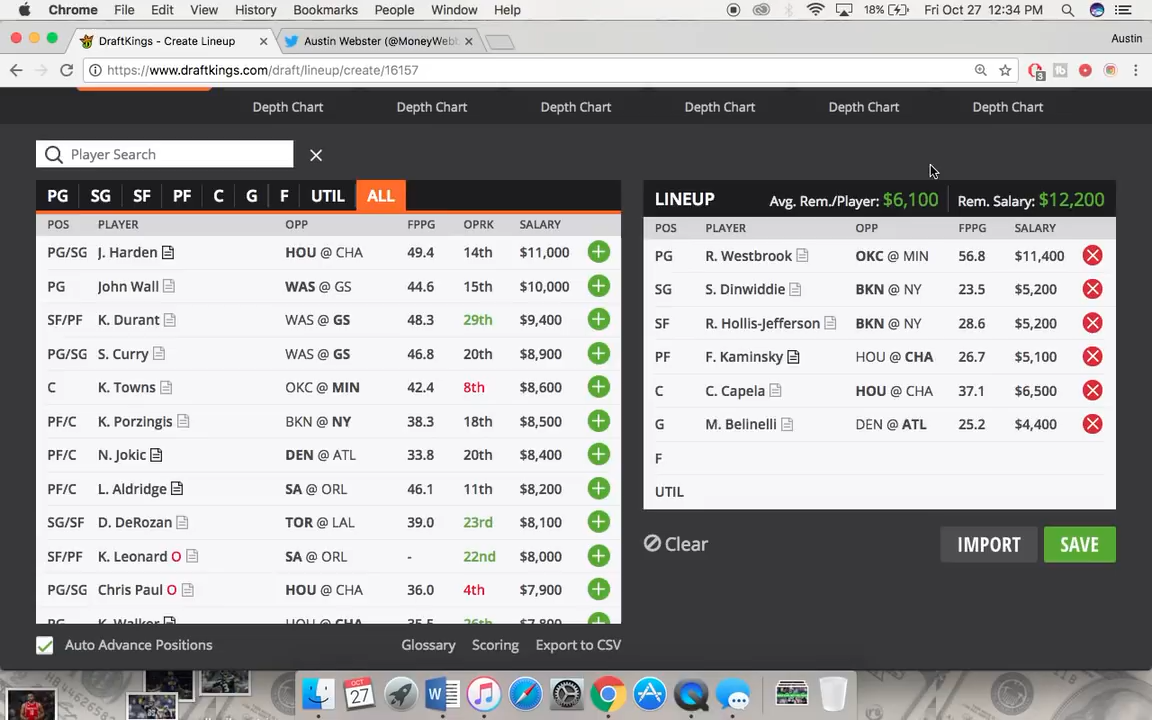 Chrome File Edit View History Bookmarks People Window Help 18% Fri Oct 27 12:34 PM
DraftKings - Create Lineup × Austin Webster (@MoneyWeb × Austin
https://www.draftkings.com/draft/lineup/create/16157
Depth Chart Depth Chart Depth Chart Depth Chart Depth Chart Depth Chart
Player Search
PG SG SF PF C G F UTIL ALL
POS PLAYER OPP FPPG OPRK SALARY
PG/SG J. Harden HOU @ CHA 49.4 14th $11,000
PG John Wall WAS @ GS 44.6 15th $10,000
SF/PF K. Durant WAS @ GS 48.3 29th $9,400
PG/SG S. Curry WAS @ GS 46.8 20th $8,900
C K. Towns OKC @ MIN 42.4 8th $8,600
PF/C K. Porzingis BKN @ NY 38.3 18th $8,500
PF/C N. Jokic DEN @ ATL 33.8 20th $8,400
PF/C L. Aldridge SA @ ORL 46.1 11th $8,200
SG/SF D. DeRozan TOR @ LAL 39.0 23rd $8,100
SF/PF K. Leonard O SA @ ORL - 22nd $8,000
PG/SG Chris Paul O HOU @ CHA 36.0 4th $7,900
PG K. Walker HOU @ CHA 35.5 26th $7,800
Auto Advance Positions Glossary Scoring Export to CSV
LINEUP Avg. Rem./Player: $6,100 Rem. Salary: $12,200
POS PLAYER OPP FPPG SALARY
PG R. Westbrook OKC @ MIN 56.8 $11,400
SG S. Dinwiddie BKN @ NY 23.5 $5,200
SF R. Hollis-Jefferson BKN @ NY 28.6 $5,200
PF F. Kaminsky HOU @ CHA 26.7 $5,100
C C. Capela HOU @ CHA 37.1 $6,500
G M. Belinelli DEN @ ATL 25.2 $4,400
F
UTIL
Clear IMPORT SAVE
OCT
27
W